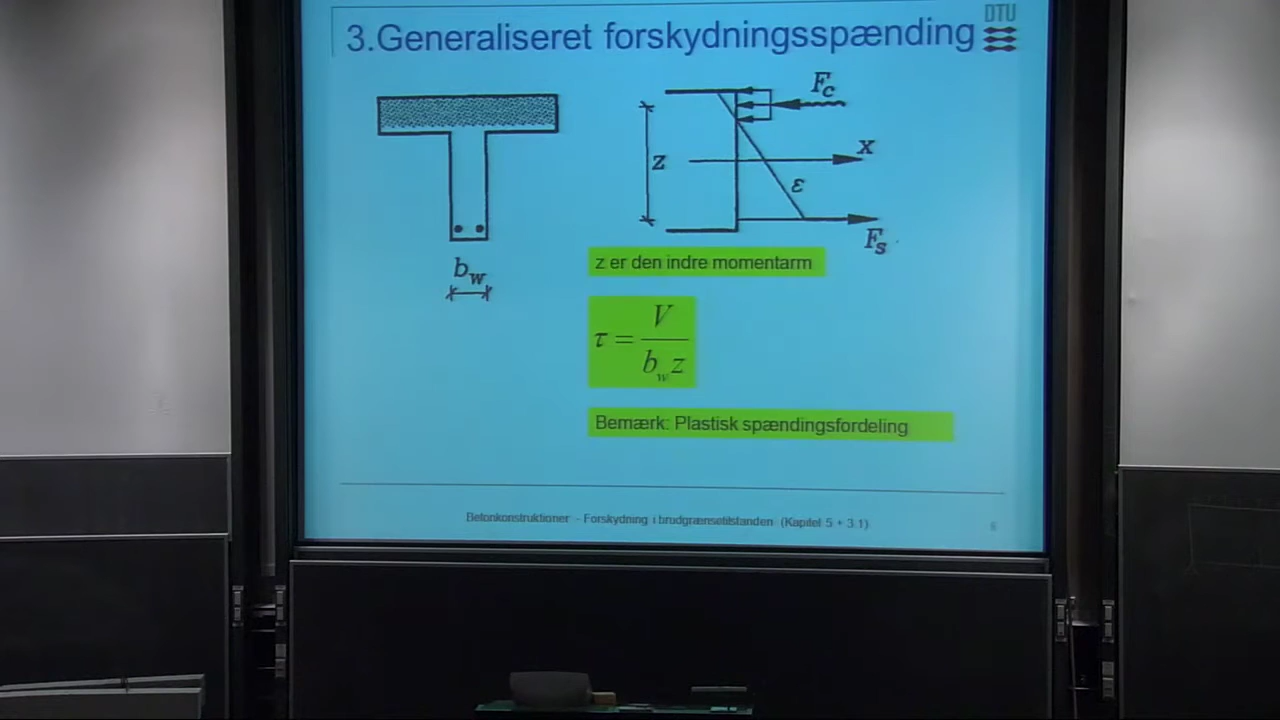 DTU
3.Generaliseret forskydningsspænding
F_c
x
z
ε
F_s
b_w
z er den indre momentarm
τ = V / b_w z
Bemærk: Plastisk spændingsfordeling
Betonkonstruktioner - Forskydning i brudgrænsetilstanden (Kapitel 5 + 3.1)